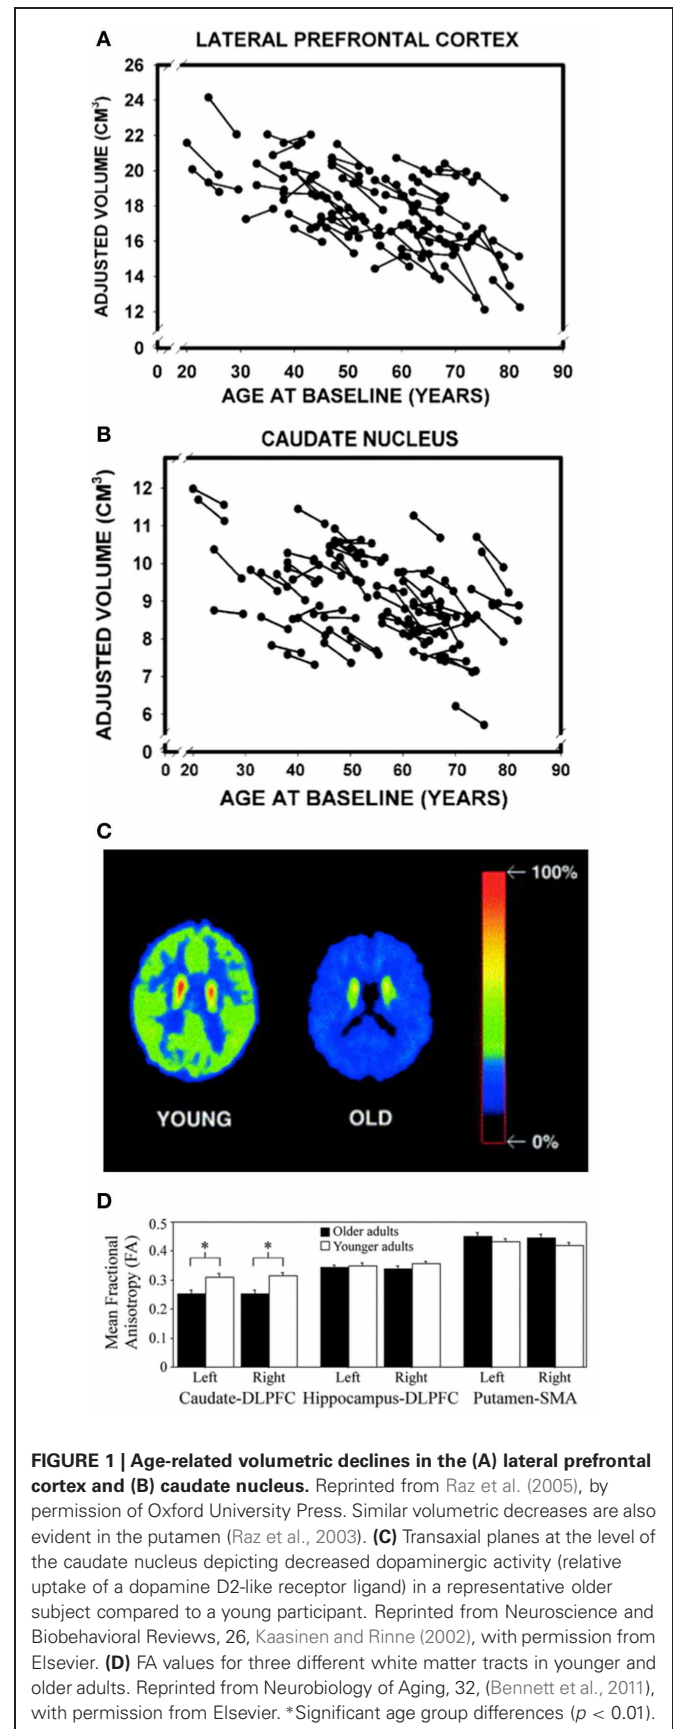 A
LATERAL PREFRONTAL CORTEX
ADJUSTED VOLUME (CM³)
26
24
22
20
18
16
14
12
0
0 20 30 40 50 60 70 80 90
AGE AT BASELINE (YEARS)
B
CAUDATE NUCLEUS
ADJUSTED VOLUME (CM³)
12
11
10
9
8
7
6
0
0 20 30 40 50 60 70 80 90
AGE AT BASELINE (YEARS)
C
100%
YOUNG
OLD
0%
D
Mean Fractional
Anisotropy (FA)
0.5
0.4
0.3
0.2
0.1
0
* *
Older adults
Younger adults
Left Right Left Right Left Right
Caudate-DLPFC Hippocampus-DLPFC Putamen-SMA
FIGURE 1 | Age-related volumetric declines in the (A) lateral prefrontal
cortex and (B) caudate nucleus. Reprinted from Raz et al. (2005), by
permission of Oxford University Press. Similar volumetric decreases are also
evident in the putamen (Raz et al., 2003). (C) Transaxial planes at the level of
the caudate nucleus depicting decreased dopaminergic activity (relative
uptake of a dopamine D2-like receptor ligand) in a representative older
subject compared to a young participant. Reprinted from Neuroscience and
Biobehavioral Reviews, 26, Kaasinen and Rinne (2002), with permission from
Elsevier. (D) FA values for three different white matter tracts in younger and
older adults. Reprinted from Neurobiology of Aging, 32, (Bennett et al., 2011),
with permission from Elsevier. *Significant age group differences (p < 0.01).